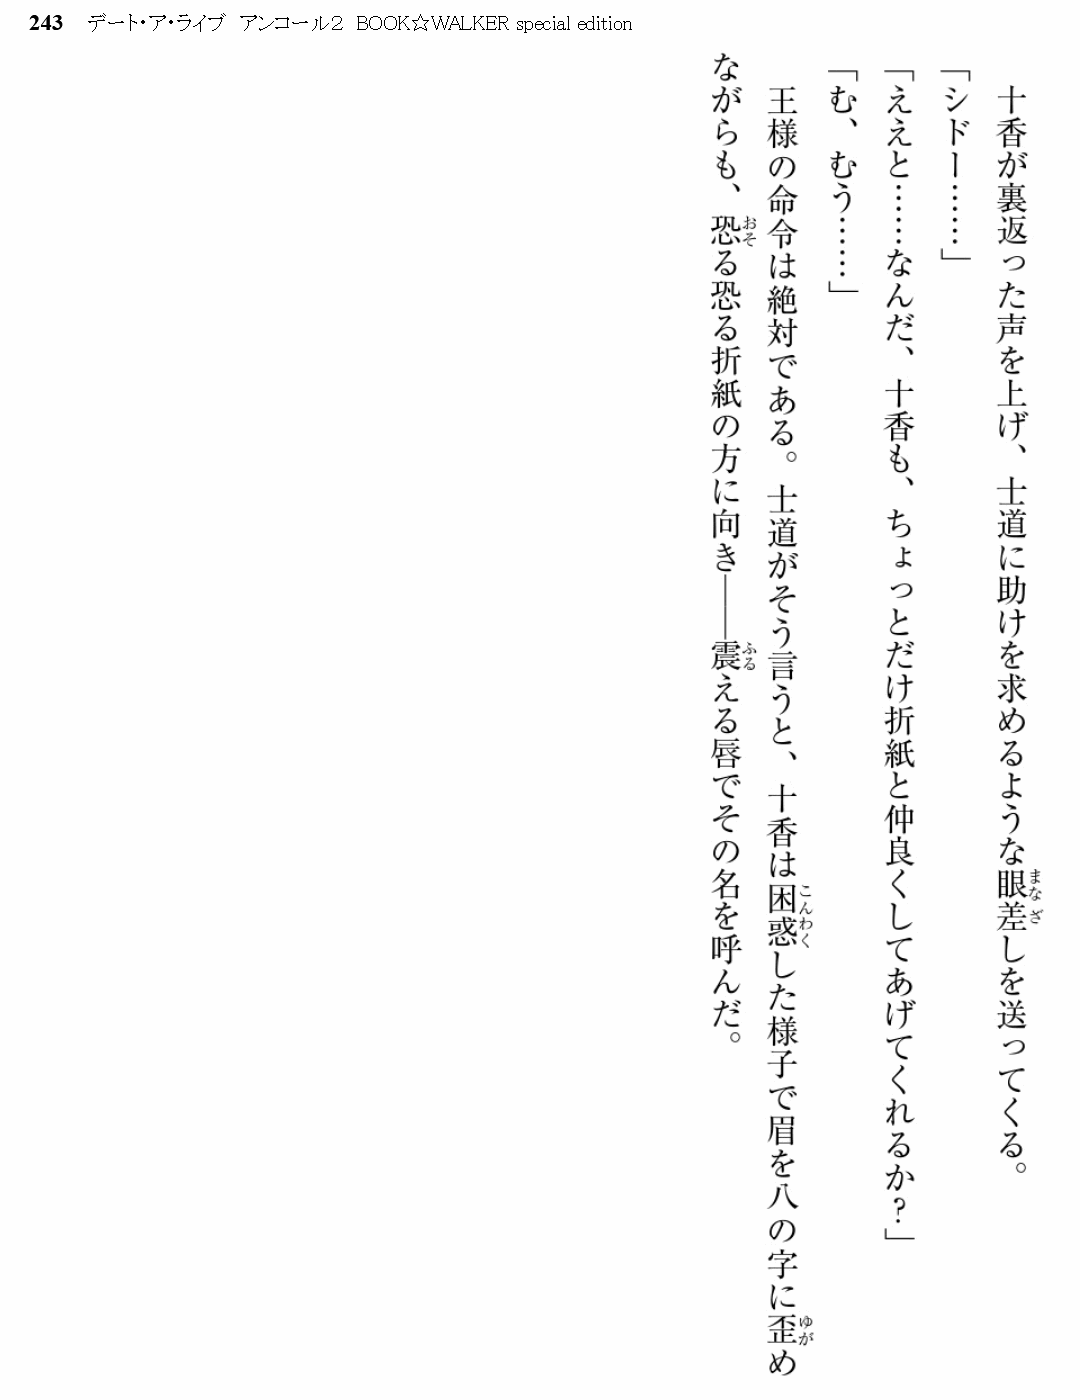 243 デート・ア・ライブ アンコール2 BOOK☆WALKER special edition
十香が裏返った声を上げ、士道に助けを求めるような眼差しを送ってくる。
「シドー……」
「ええと……なんだ、十香も、ちょっとだけ折紙と仲良くしてあげてくれるか？」
「む、むう……」
王様の命令は絶対である。士道がそう言うと、十香は困惑した様子で眉を八の字に歪め
ながらも、恐る恐る折紙の方に向き――震える唇でその名を呼んだ。